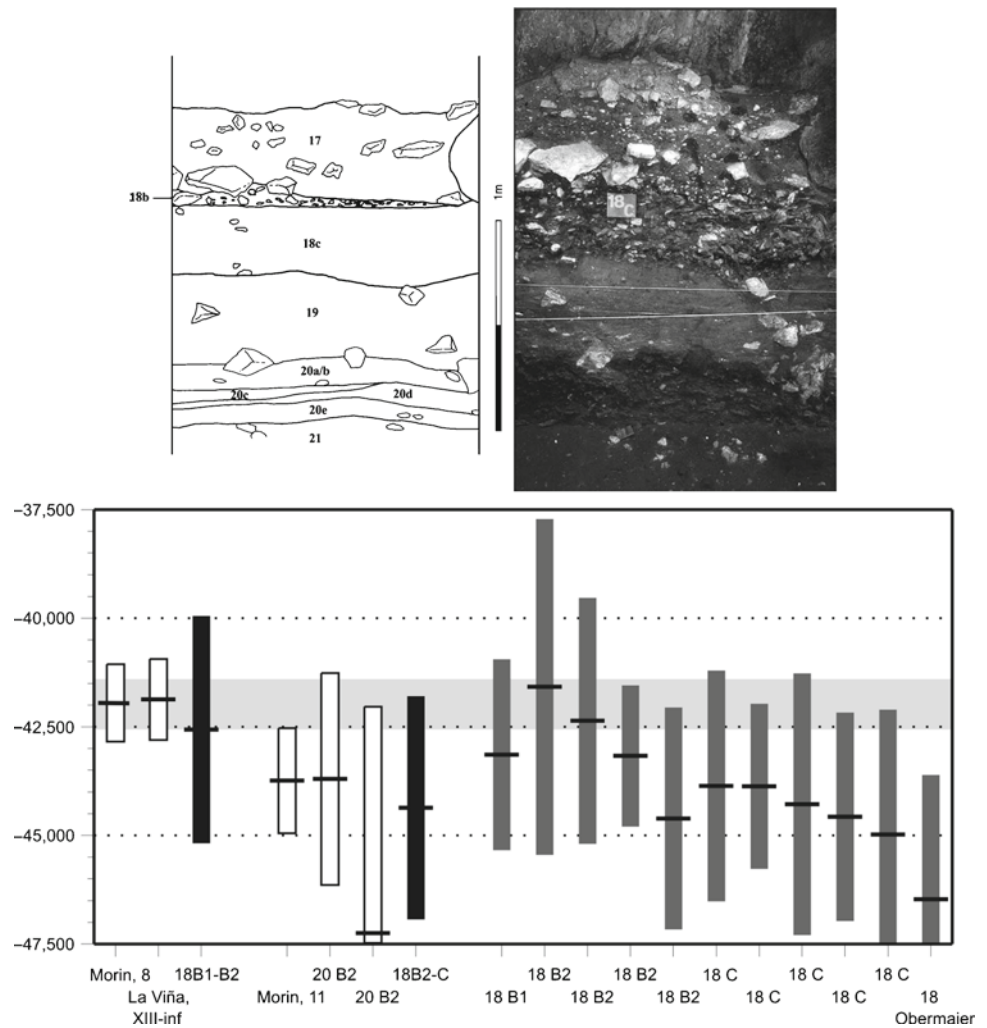 17
18b
18c
19
20a/b
20c
20d
20e
21
1m
18
C
–37,500
–40,000
–42,500
–45,000
–47,500
Morin, 8
La Viña,
XIII-inf
18B1-B2
Morin, 11
20 B2
20 B2
18B2-C
18 B1
18 B2
18 B2
18 B2
18 B2
18 C
18 C
18 C
18 C
18 C
18
Obermaier